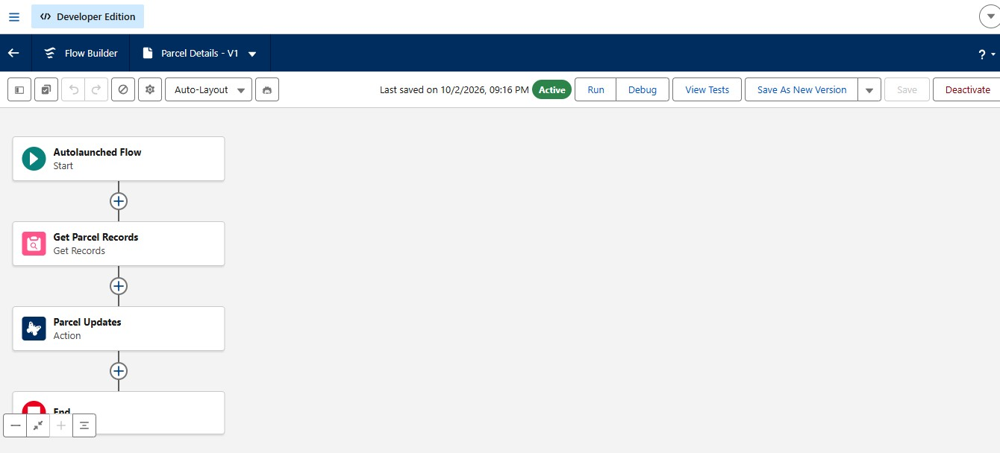 Developer Edition
Flow Builder
Parcel Details - V1
?
Auto-Layout
Last saved on 10/2/2026, 09:16 PM
Active
Run
Debug
View Tests
Save As New Version
Save
Deactivate
Autolaunched Flow
Start
Get Parcel Records
Get Records
Parcel Updates
Action
End